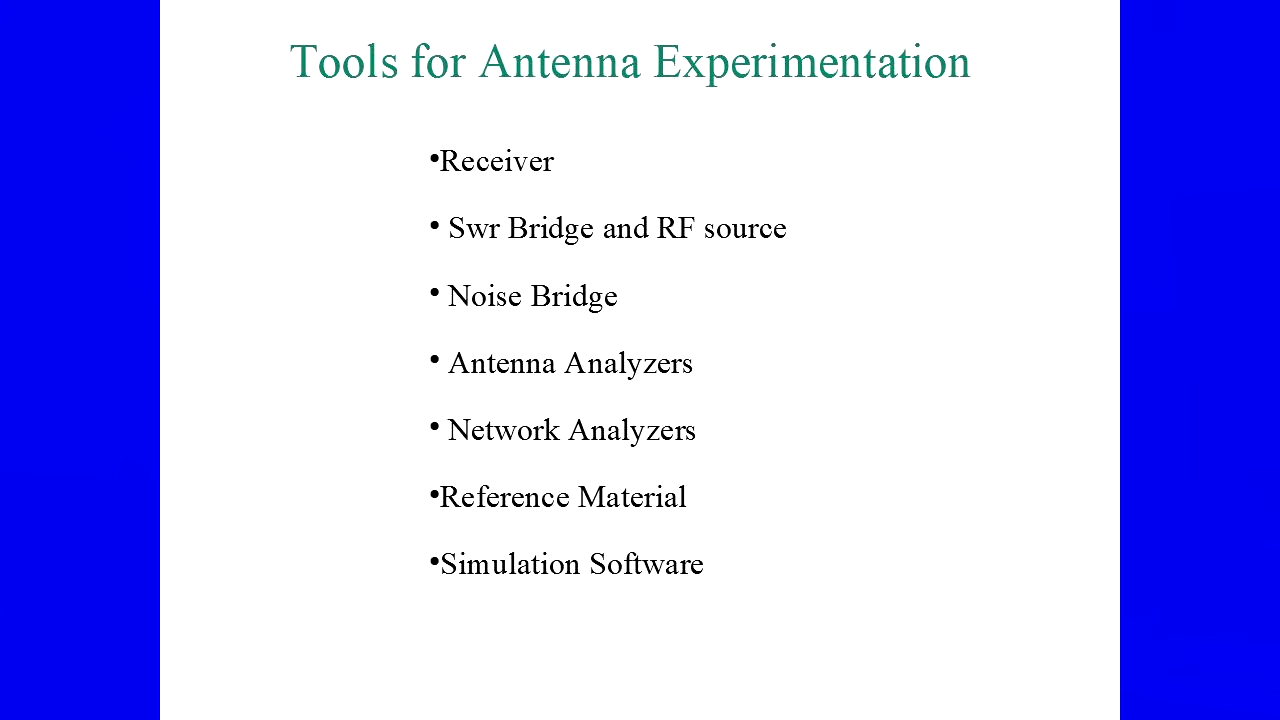 Tools for Antenna Experimentation
•Receiver
• Swr Bridge and RF source
• Noise Bridge
• Antenna Analyzers
• Network Analyzers
•Reference Material
•Simulation Software